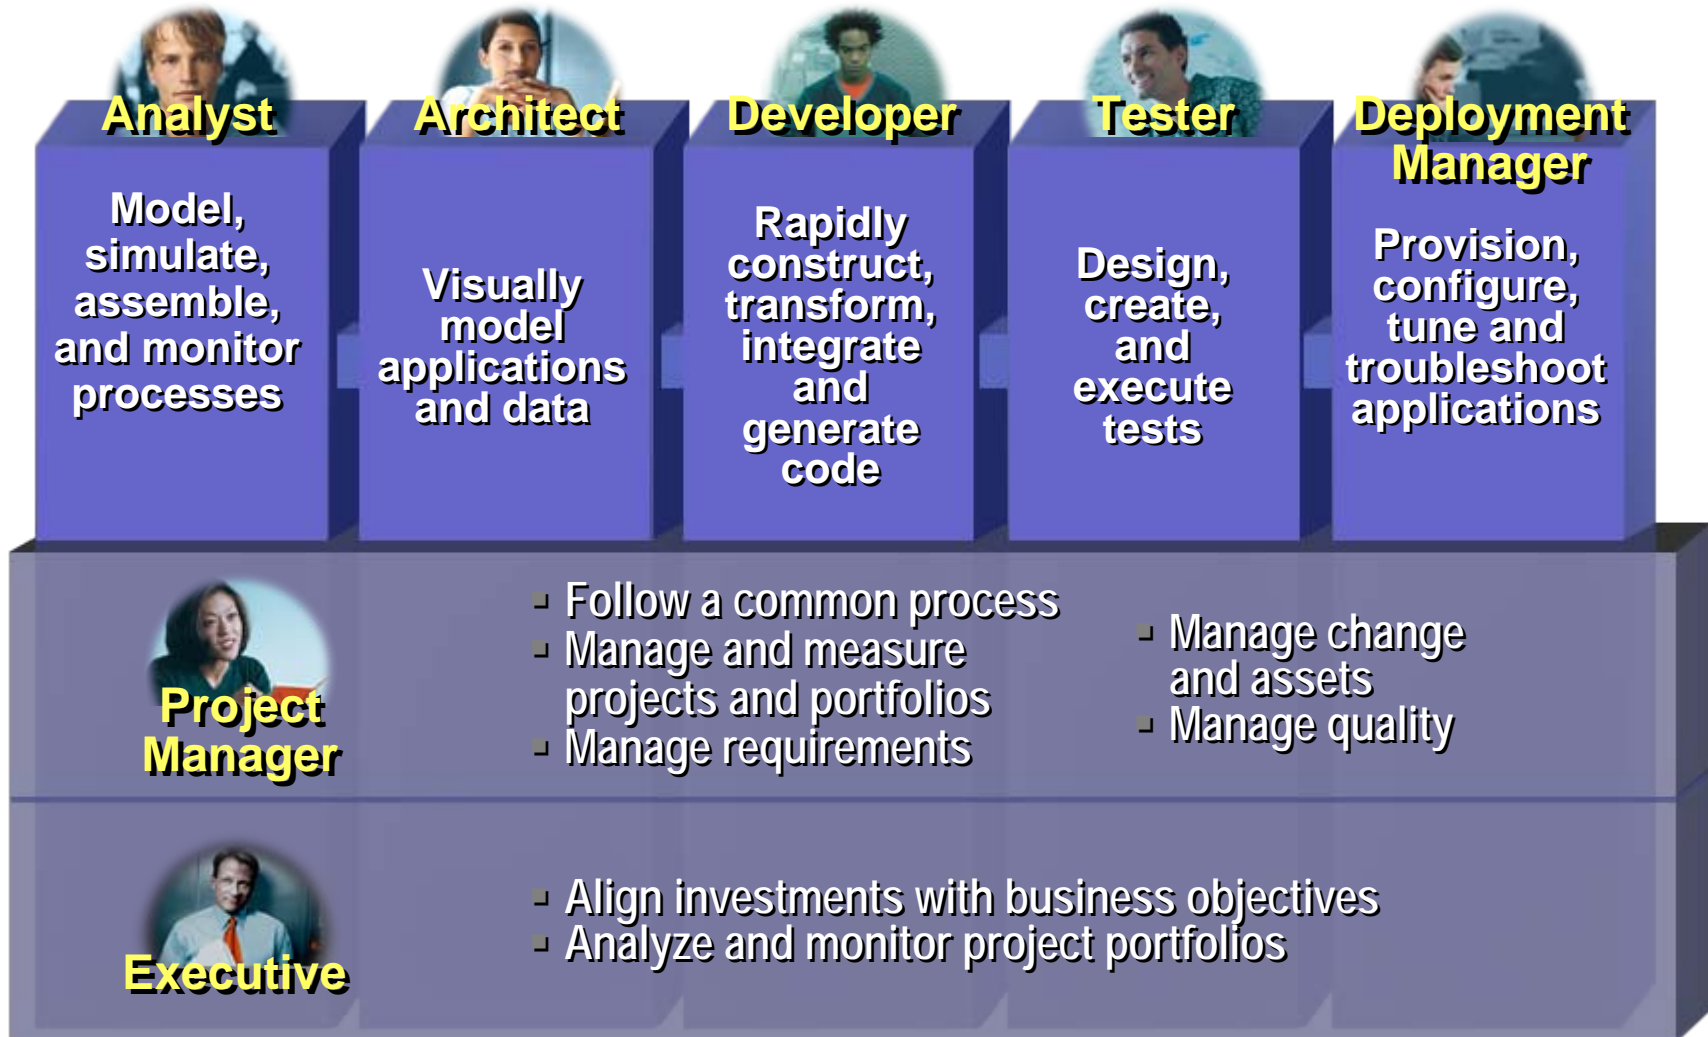 Analyst
Model,
simulate,
assemble,
and monitor
processes
Architect
Visually
model
applications
and data
Developer
Rapidly
construct,
transform,
integrate
and
generate
code
Tester
Design,
create,
and
execute
tests
Deployment
Manager
Provision,
configure,
tune and
troubleshoot
applications
Project
Manager
▫ Follow a common process
▫ Manage and measure
projects and portfolios
▫ Manage requirements
▫ Manage change
and assets
▫ Manage quality
Executive
▫ Align investments with business objectives
▫ Analyze and monitor project portfolios